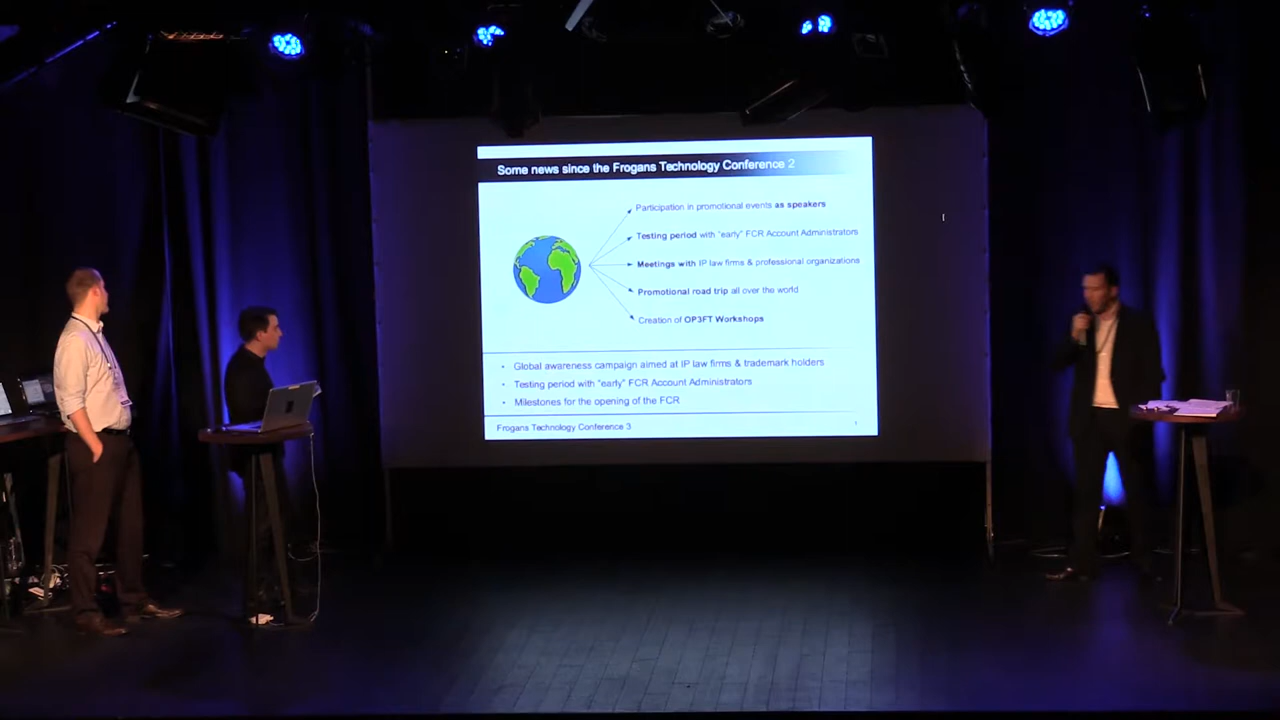 Some news since the Frogans Technology Conference 2
Participation in promotional events as speakers
Testing period with "early" FCR Account Administrators
Meetings with IP law firms & professional organizations
Promotional road trip all over the world
Creation of OP3FT Workshops
• Global awareness campaign aimed at IP law firms & trademark holders
• Testing period with "early" FCR Account Administrators
• Milestones for the opening of the FCR
Frogans Technology Conference 3